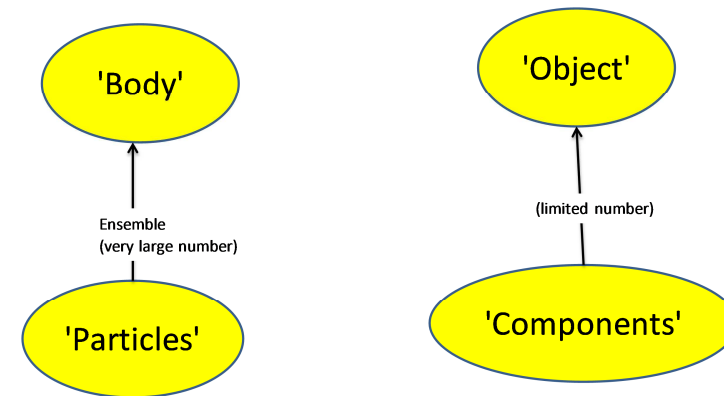 'Body'
Ensemble
(very large number)
'Particles'
'Object'
(limited number)
'Components'